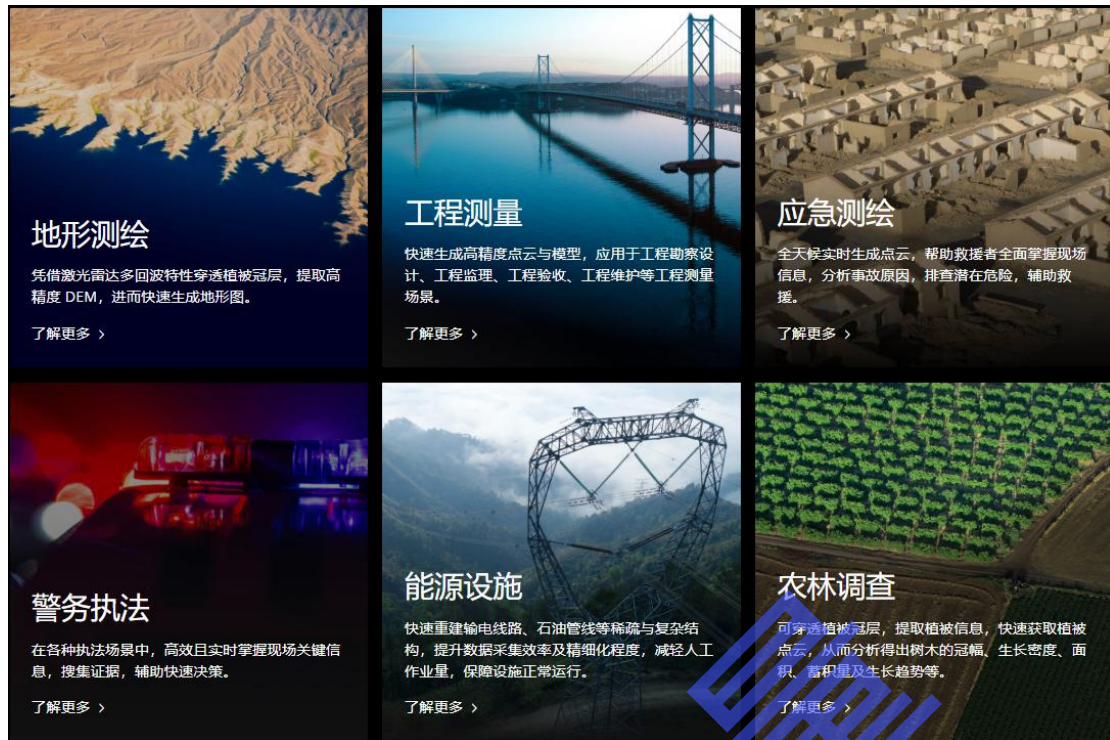 地形测绘
凭借激光雷达多回波特性穿透植被冠层，提取高
精度 DEM，进而快速生成地形图。
了解更多 ›
工程测量
快速生成高精度点云与模型，应用于工程勘察设
计、工程监理、工程验收、工程维护等工程测量
场景。
了解更多 ›
应急测绘
全天候实时生成点云，帮助救援者全面掌握现场
信息，分析事故原因，排查潜在危险，辅助救
援。
了解更多 ›
警务执法
在各种执法场景中，高效且实时掌握现场关键信
息，搜集证据，辅助快速决策。
了解更多 ›
能源设施
快速重建输电线路、石油管线等稀疏与复杂结
构，提升数据采集效率及精细化程度，减轻人工
作业量，保障设施正常运行。
了解更多 ›
农林调查
可穿透植被冠层，提取植被信息，快速获取植被
点云，从而分析得出树木的冠幅、生长密度、面
积、蓄积量及生长趋势等。
了解更多 ›